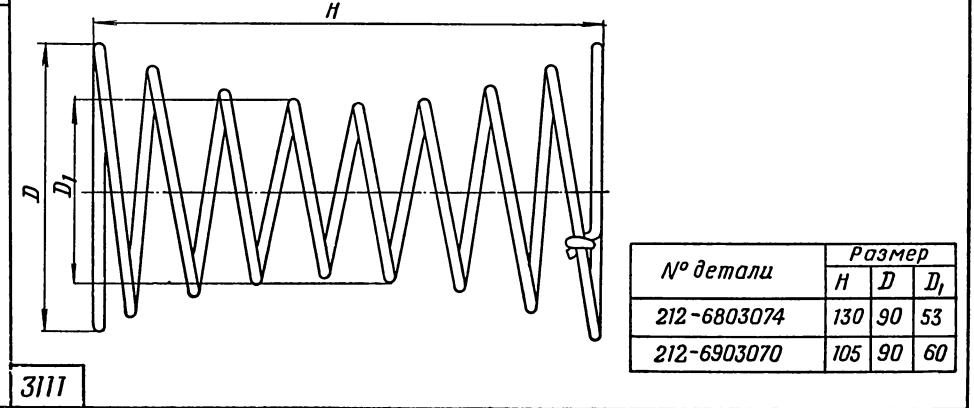 H
D
D₁
№ детали Размер
H D D₁
212-6803074 130 90 53
212-6903070 105 90 60
3111